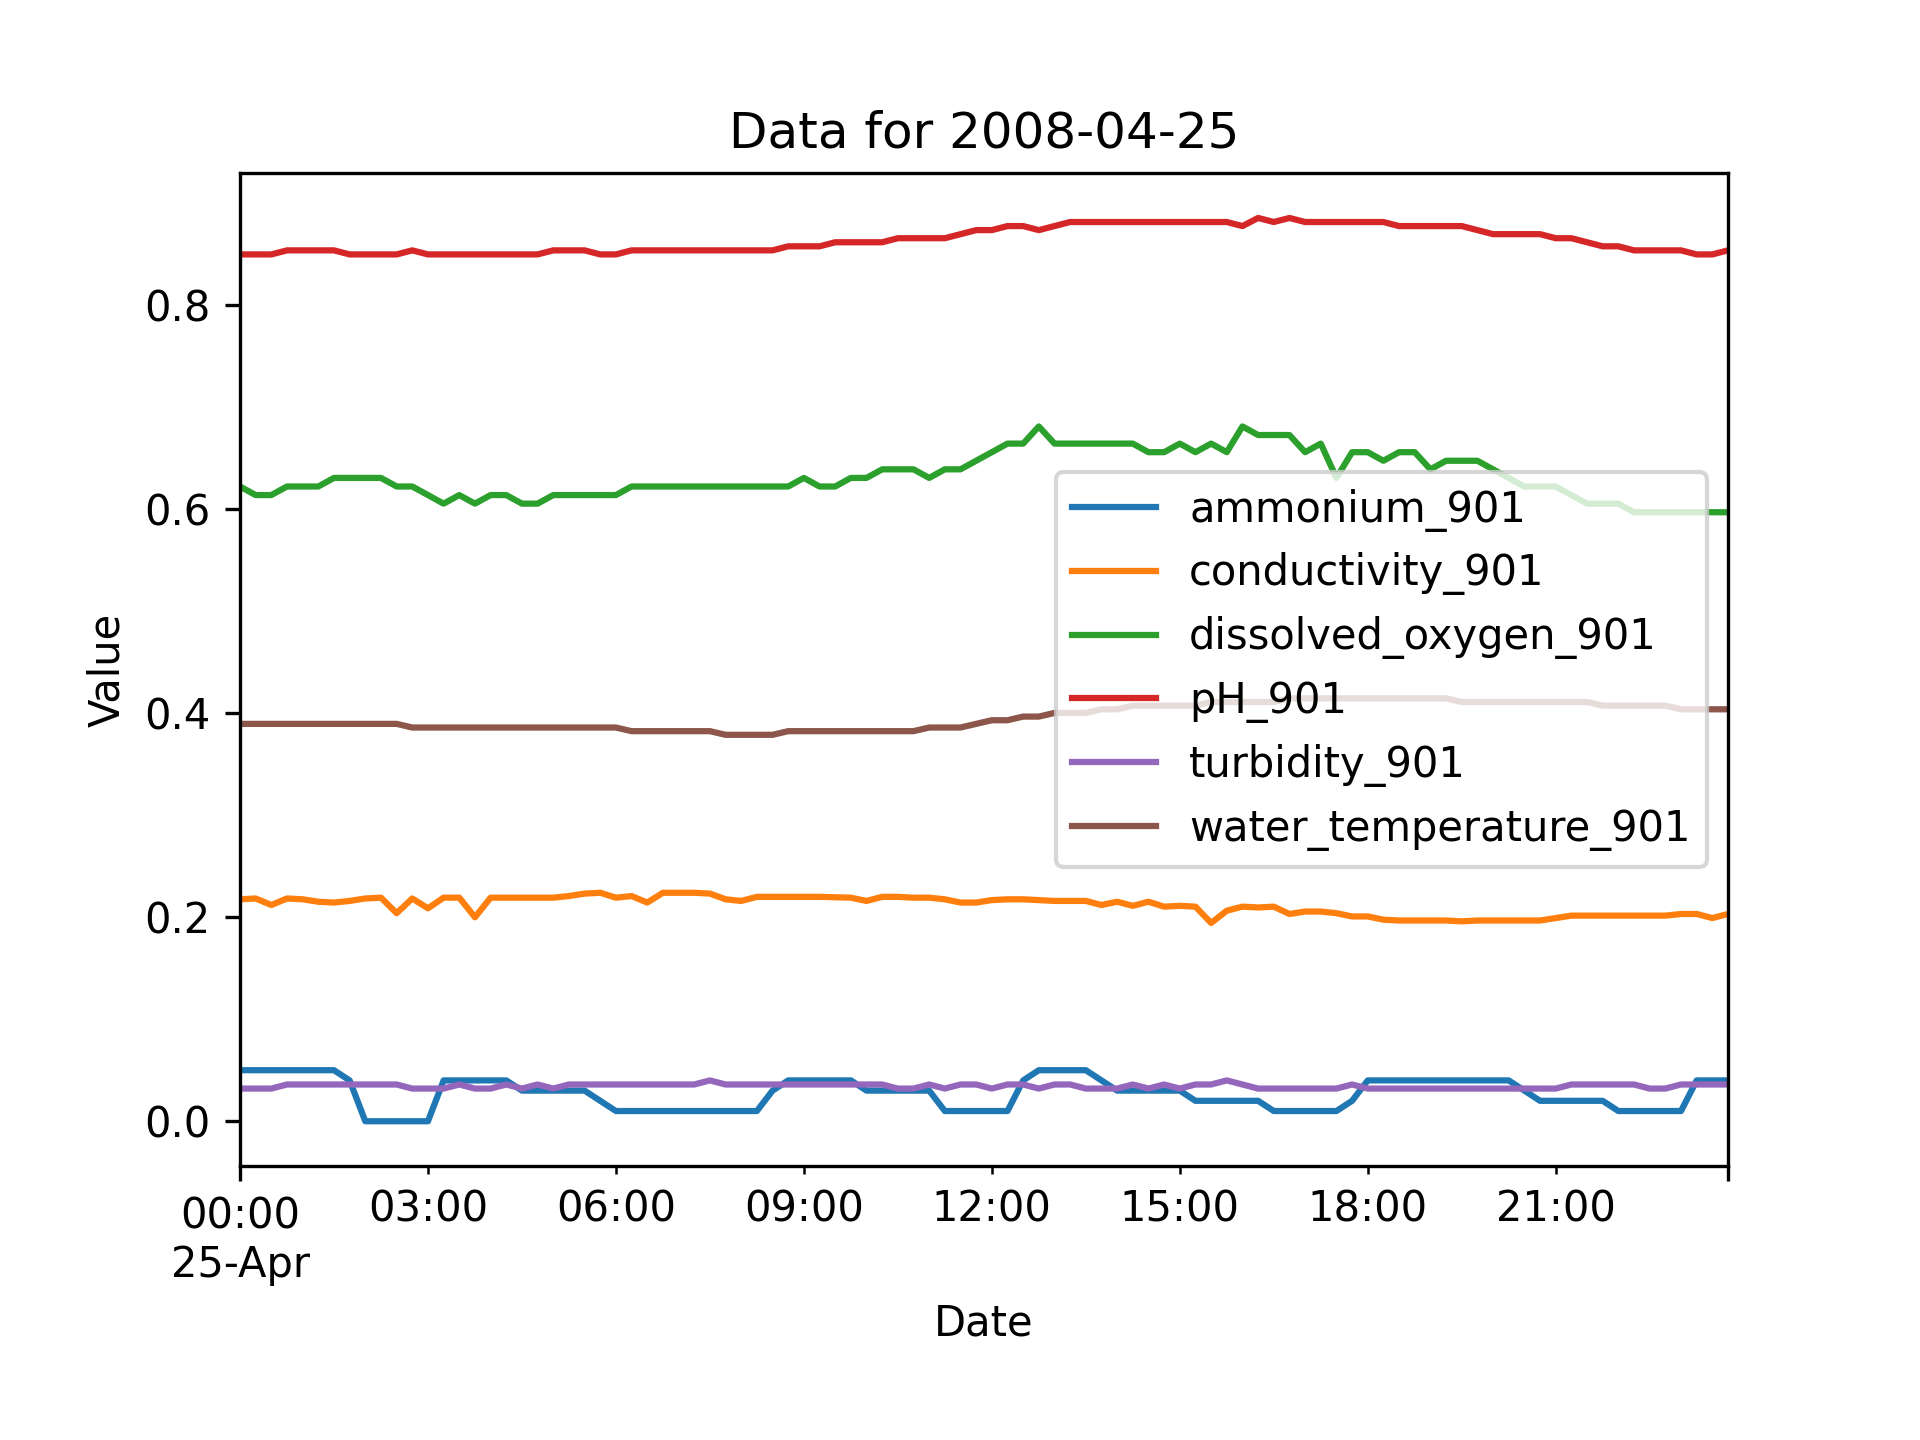 Data for 2008-04-25
Value
0.8
0.6
0.4
0.2
0.0
ammonium_901
conductivity_901
dissolved_oxygen_901
pH_901
turbidity_901
water_temperature_901
00:00 03:00 06:00 09:00 12:00 15:00 18:00 21:00
25-Apr
Date